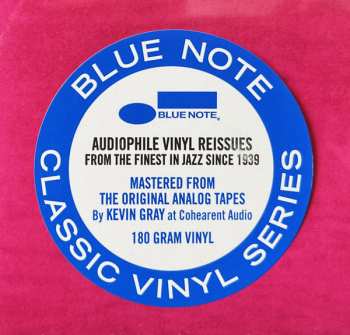 BLUE NOTE
BLUE NOTE®
AUDIOPHILE VINYL REISSUES
FROM THE FINEST IN JAZZ SINCE 1939
MASTERED FROM
THE ORIGINAL ANALOG TAPES
By KEVIN GRAY at Cohearent Audio
180 GRAM VINYL
CLASSIC VINYL SERIES